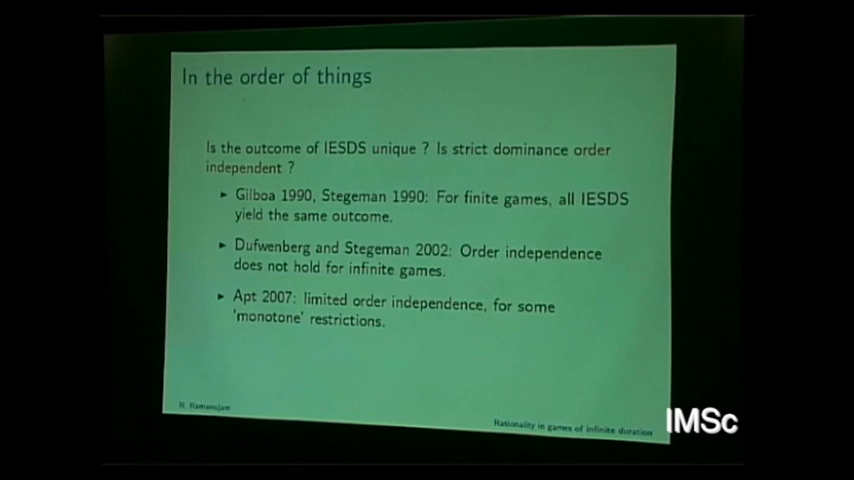 In the order of things
Is the outcome of IESDS unique ? Is strict dominance order
independent ?
► Gilboa 1990, Stegeman 1990: For finite games, all IESDS
yield the same outcome.
► Dufwenberg and Stegeman 2002: Order independence
does not hold for infinite games.
► Apt 2007: limited order independence, for some
'monotone' restrictions.
R. Ramanujam
Rationality in games of infinite duration
IMSc